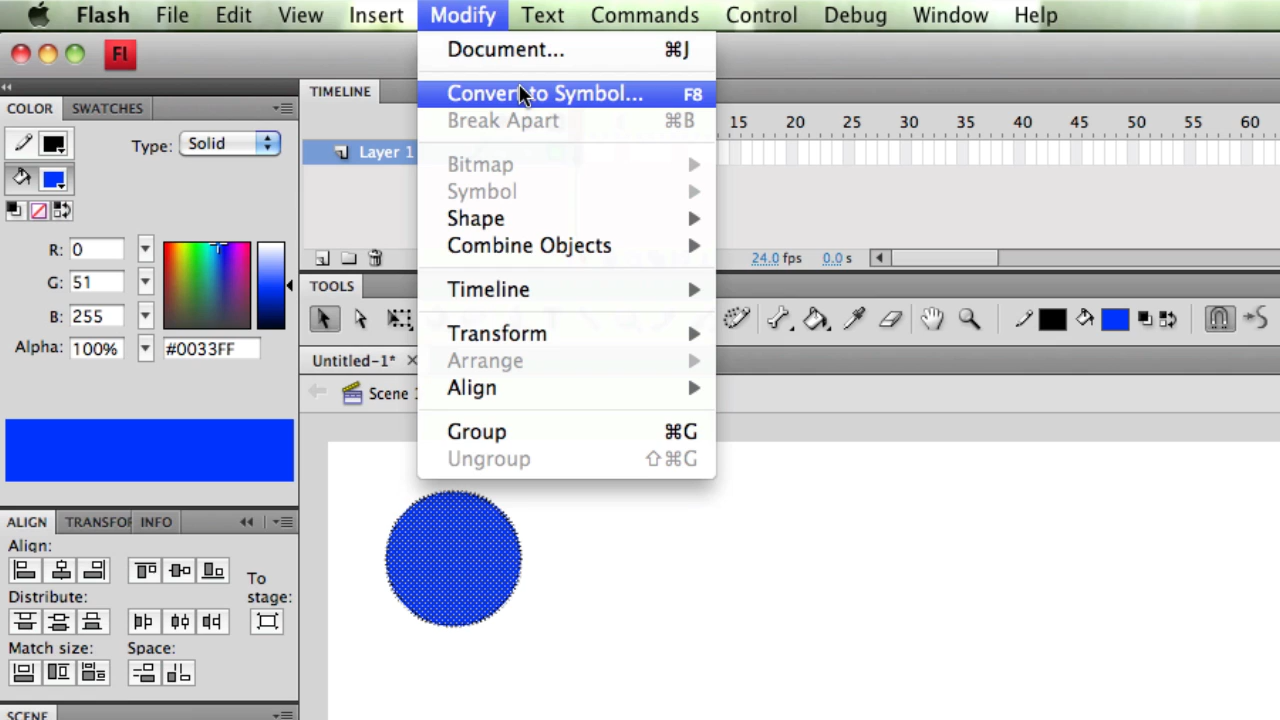 Flash File Edit View Insert Modify Text Commands Control Debug Window Help
Fl
Document... ⌘J
Convert to Symbol... F8
Break Apart ⌘B
Bitmap
Symbol
Shape
Combine Objects
Timeline
Transform
Arrange
Align
Group ⌘G
Ungroup ⇧⌘G
COLOR SWATCHES
Type: Solid
R: 0
G: 51
B: 255
Alpha: 100% #0033FF
TIMELINE
15 20 25 30 35 40 45 50 55 60
Layer 1
24.0 fps 0.0 s
TOOLS
Untitled-1*
Scene
ALIGN TRANSFOR INFO
Align:
To
stage:
Distribute:
Match size: Space:
SCENE